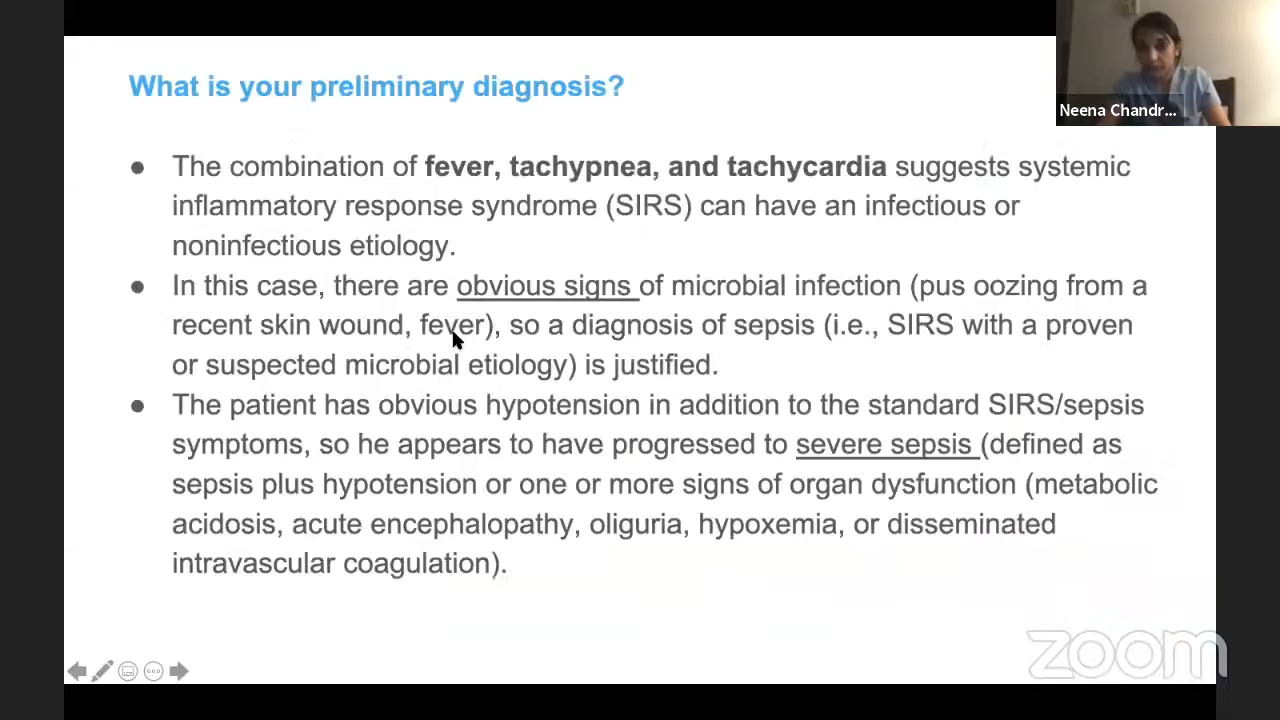 What is your preliminary diagnosis?
Neena Chandr...
● The combination of fever, tachypnea, and tachycardia suggests systemic
inflammatory response syndrome (SIRS) can have an infectious or
noninfectious etiology.
● In this case, there are obvious signs of microbial infection (pus oozing from a
recent skin wound, fever), so a diagnosis of sepsis (i.e., SIRS with a proven
or suspected microbial etiology) is justified.
● The patient has obvious hypotension in addition to the standard SIRS/sepsis
symptoms, so he appears to have progressed to severe sepsis (defined as
sepsis plus hypotension or one or more signs of organ dysfunction (metabolic
acidosis, acute encephalopathy, oliguria, hypoxemia, or disseminated
intravascular coagulation).
zoom